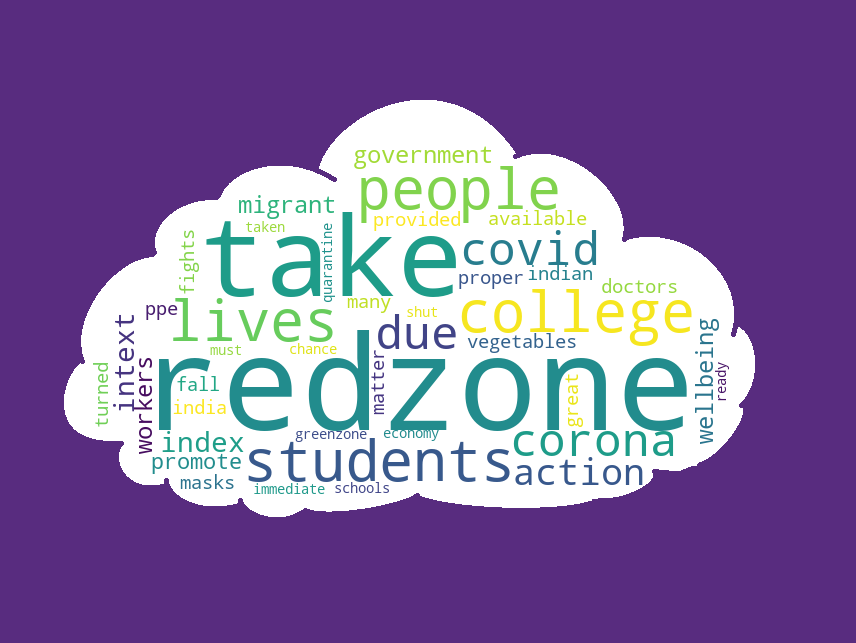 government
people
migrant
provided
available
taken
take
quarantine
fights
covid
proper
indian
doctors
many
ppe
lives
shut
college
due
vegetables
intext
must
chance
redzone
wellbeing
ready
matter
great
turned
workers
fall
india
index
greenzone
economy
corona
students
promote
action
masks
immediate
schools